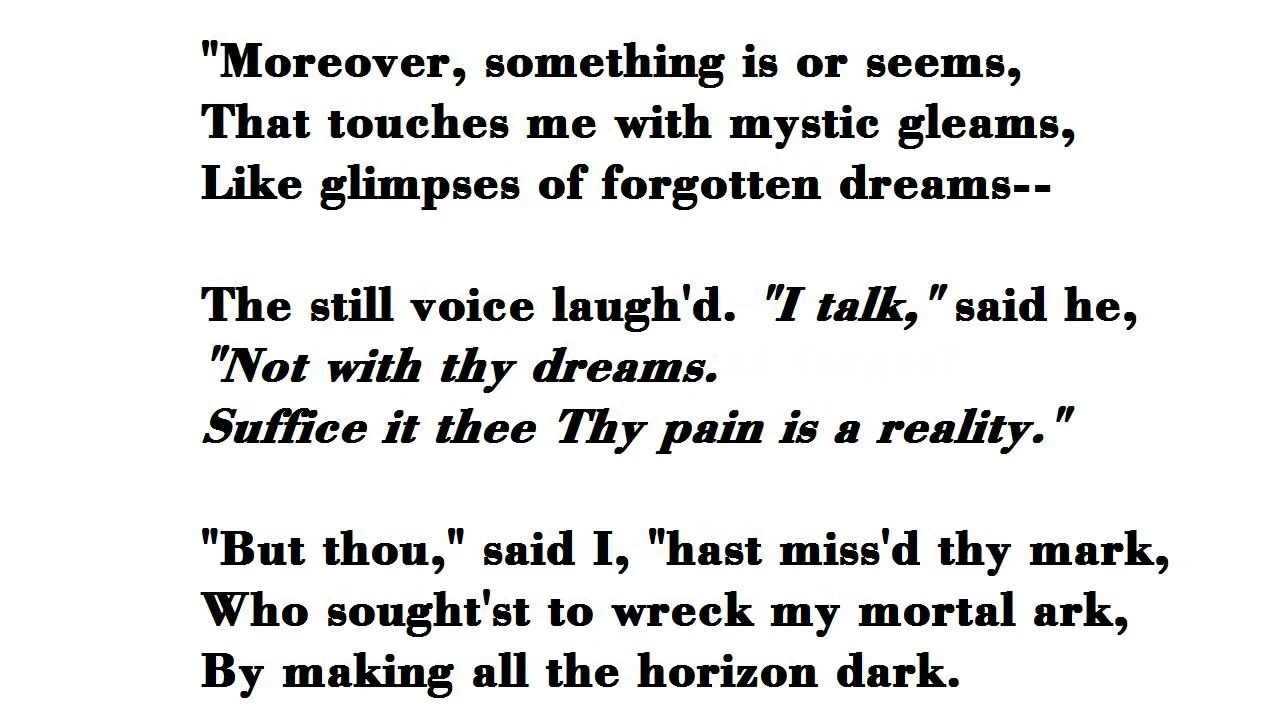 "Moreover, something is or seems,
That touches me with mystic gleams,
Like glimpses of forgotten dreams--
The still voice laugh'd. "I talk," said he,
"Not with thy dreams.
Suffice it thee Thy pain is a reality."
"But thou," said I, "hast miss'd thy mark,
Who sought'st to wreck my mortal ark,
By making all the horizon dark.